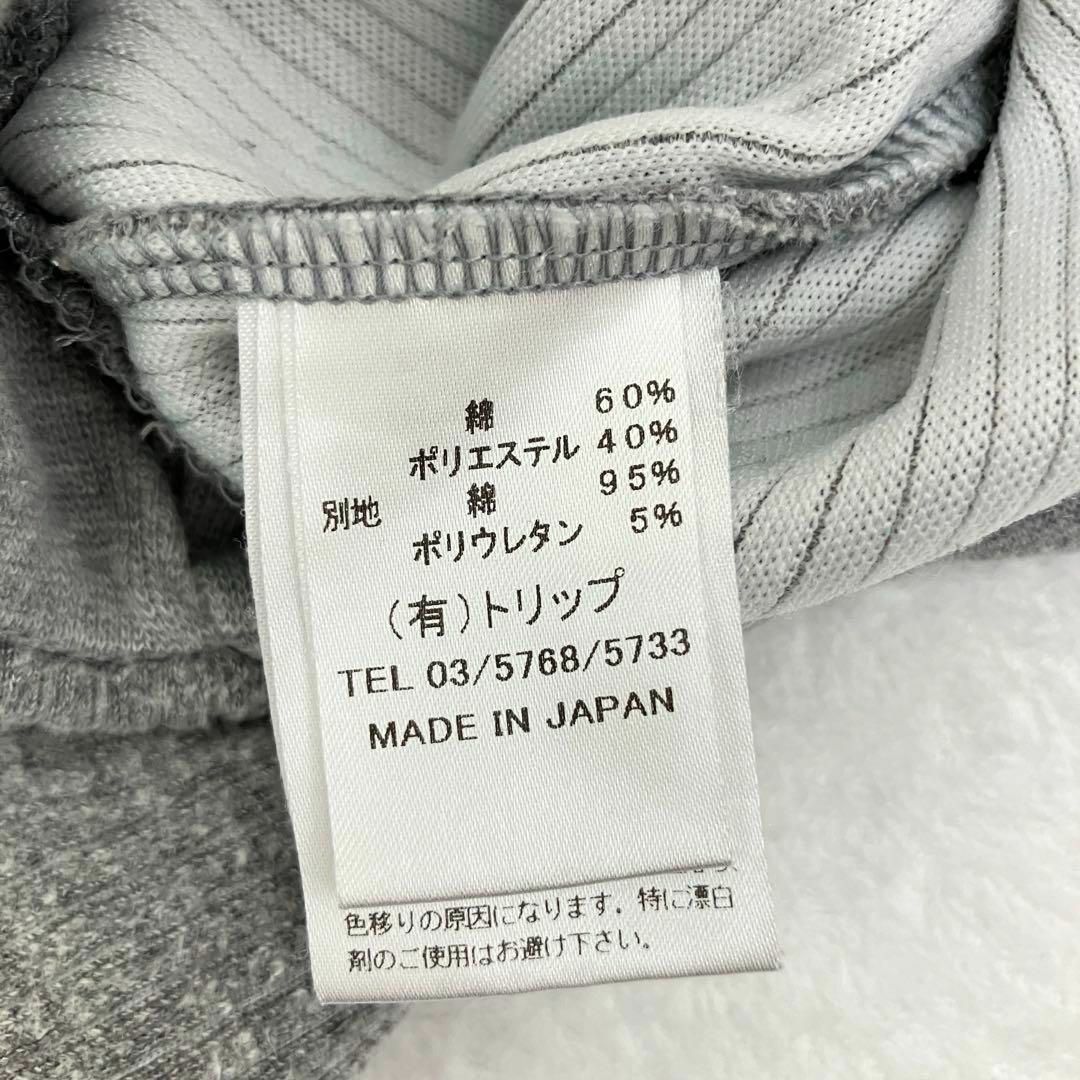 綿 60%
ポリエステル 40%
別地 綿 95%
ポリウレタン 5%
(有)トリップ
TEL 03/5768/5733
MADE IN JAPAN
色移りの原因になります．特に漂白
剤のご使用はお避け下さい。